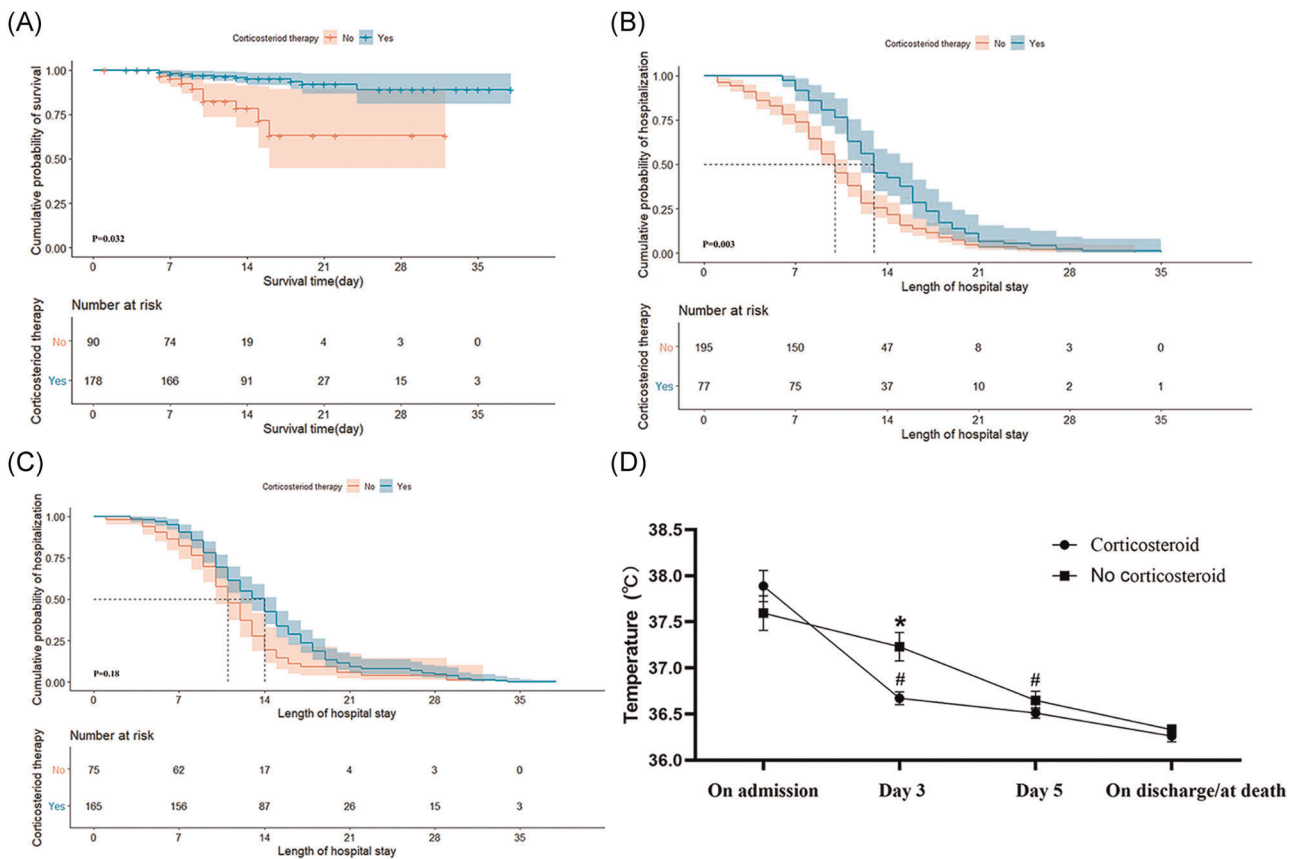 (A)
Corticosteriod therapy No Yes
Cumulative probability of survival
1.00
0.75
0.50
0.25
0.00
P=0.032
0 7 14 21 28 35
Survival time(day)
Corticosteriod therapy
Number at risk
No 90 74 19 4 3 0
Yes 178 166 91 27 15 3
0 7 14 21 28 35
Survival time(day)
(B)
Corticosteriod therapy No Yes
Cumulative probability of hospitalization
1.00
0.75
0.50
0.25
0.00
P=0.003
0 7 14 21 28 35
Length of hospital stay
Corticosteriod therapy
Number at risk
No 195 150 47 8 3 0
Yes 77 75 37 10 2 1
0 7 14 21 28 35
Length of hospital stay
(C)
Corticosteriod therapy No Yes
Cumulative probability of hospitalization
1.00
0.75
0.50
0.25
0.00
P=0.18
0 7 14 21 28 35
Length of hospital stay
Corticosteriod therapy
Number at risk
No 75 62 17 4 3 0
Yes 165 156 87 26 15 3
0 7 14 21 28 35
Length of hospital stay
(D)
Temperature (℃)
38.5
38.0
37.5
37.0
36.5
36.0
Corticosteroid
No corticosteroid
*
#
#
On admission Day 3 Day 5 On discharge/at death